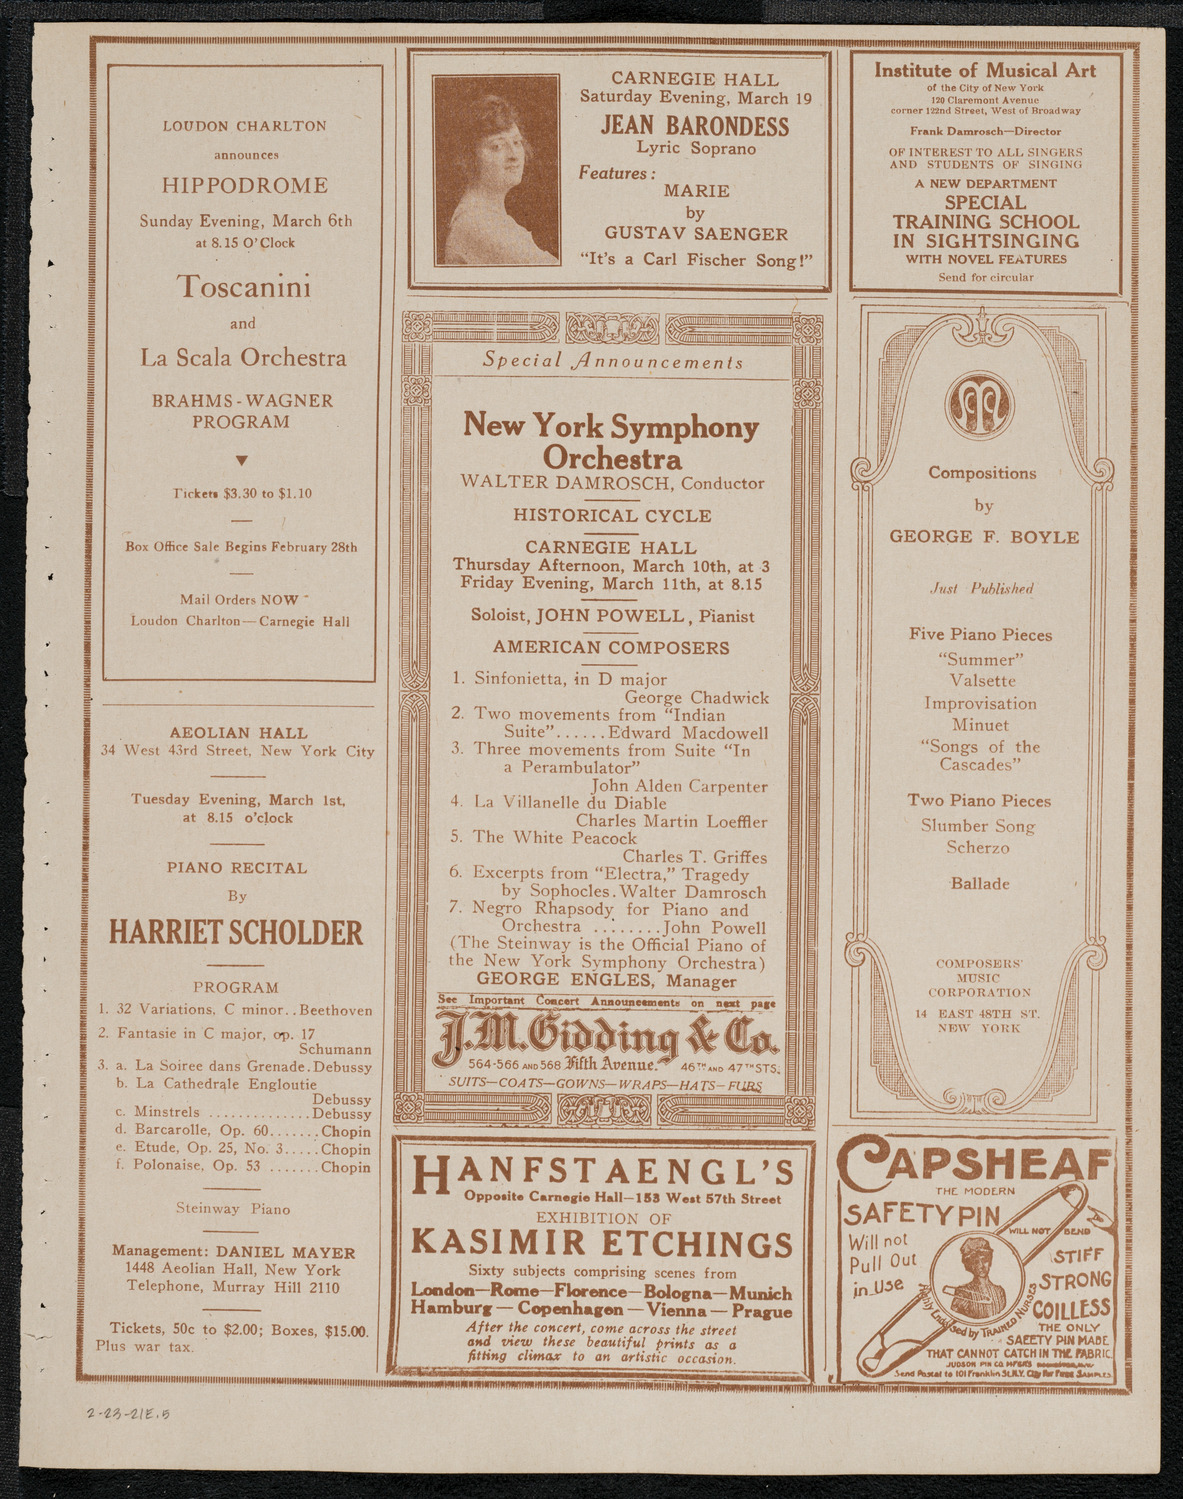 LOUDON CHARLTON
announces
HIPPODROME
Sunday Evening, March 6th
at 8.15 O'Clock
Toscanini
and
La Scala Orchestra
BRAHMS - WAGNER
PROGRAM
Tickets $3.30 to $1.10
Box Office Sale Begins February 28th
Mail Orders NOW
Loudon Charlton—Carnegie Hall
AEOLIAN HALL
34 West 43rd Street, New York City
Tuesday Evening, March 1st,
at 8.15 o'clock
PIANO RECITAL
By
HARRIET SCHOLDER
PROGRAM
1. 32 Variations, C minor..Beethoven
2. Fantasie in C major, op. 17
Schumann
3. a. La Soiree dans Grenade.Debussy
b. La Cathedrale Engloutie
Debussy
c. Minstrels ..............Debussy
d. Barcarolle, Op. 60.......Chopin
e. Etude, Op. 25, No. 3.....Chopin
f. Polonaise, Op. 53 .......Chopin
Steinway Piano
Management: DANIEL MAYER
1448 Aeolian Hall, New York
Telephone, Murray Hill 2110
Tickets, 50c to $2.00; Boxes, $15.00.
Plus war tax.
CARNEGIE HALL
Saturday Evening, March 19
JEAN BARONDESS
Lyric Soprano
Features:
MARIE
by
GUSTAV SAENGER
"It's a Carl Fischer Song!"
Special Announcements
New York Symphony
Orchestra
WALTER DAMROSCH, Conductor
HISTORICAL CYCLE
CARNEGIE HALL
Thursday Afternoon, March 10th, at 3
Friday Evening, March 11th, at 8.15
Soloist, JOHN POWELL, Pianist
AMERICAN COMPOSERS
1. Sinfonietta, in D major
George Chadwick
2. Two movements from "Indian
Suite"......Edward Macdowell
3. Three movements from Suite "In
a Perambulator"
John Alden Carpenter
4. La Villanelle du Diable
Charles Martin Loeffler
5. The White Peacock
Charles T. Griffes
6. Excerpts from "Electra," Tragedy
by Sophocles.Walter Damrosch
7. Negro Rhapsody for Piano and
Orchestra ........John Powell
(The Steinway is the Official Piano of
the New York Symphony Orchestra)
GEORGE ENGLES, Manager
See Important Concert Announcements on next page
J.M. Gidding & Co.
564-566 AND 568 Fifth Avenue. 46TH AND 47TH STS.
SUITS—COATS—GOWNS—WRAPS—HATS—FURS
HANFSTAENGL'S
Opposite Carnegie Hall—153 West 57th Street
EXHIBITION OF
KASIMIR ETCHINGS
Sixty subjects comprising scenes from
London—Rome—Florence—Bologna—Munich
Hamburg—Copenhagen—Vienna—Prague
After the concert, come across the street
and view these beautiful prints as a
fitting climax to an artistic occasion.
Institute of Musical Art
of the City of New York
120 Claremont Avenue
corner 122nd Street, West of Broadway
Frank Damrosch—Director
OF INTEREST TO ALL SINGERS
AND STUDENTS OF SINGING
A NEW DEPARTMENT
SPECIAL
TRAINING SCHOOL
IN SIGHTSINGING
WITH NOVEL FEATURES
Send for circular
Compositions
by
GEORGE F. BOYLE
Just Published
Five Piano Pieces
"Summer"
Valsette
Improvisation
Minuet
"Songs of the
Cascades"
Two Piano Pieces
Slumber Song
Scherzo
Ballade
COMPOSERS'
MUSIC
CORPORATION
14 EAST 48TH ST.
NEW YORK
CAPSHEAF
THE MODERN
SAFETY PIN
WILL NOT BEND
Will not
Pull Out
in Use
STIFF
STRONG
COILLESS
Highly Endorsed by TRAINED NURSES
THE ONLY
SAFETY PIN MADE
THAT CANNOT CATCH IN THE FABRIC.
JUDSON PIN CO. MFGRS
Send Postal to 101 Franklin St. N.Y. City For Free SAMPLES
2-23-21E.5